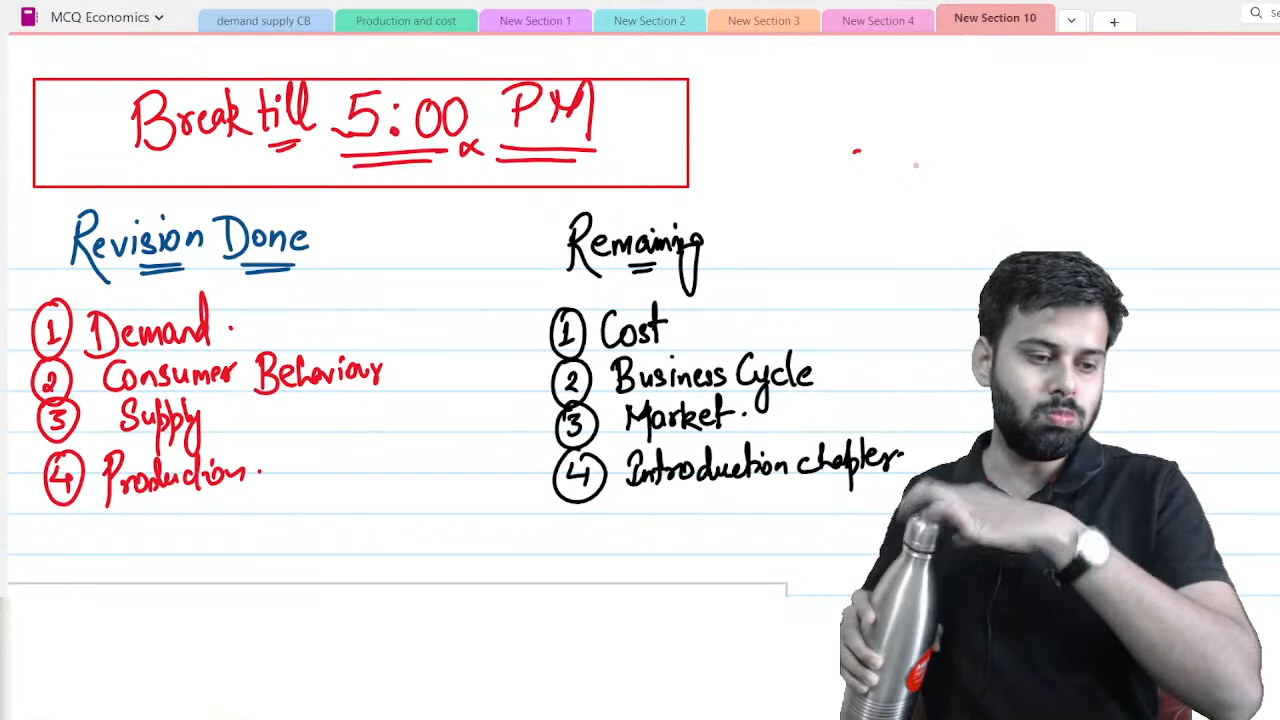 MCQ Economics
demand supply CB
Production and cost
New Section 1
New Section 2
New Section 3
New Section 4
New Section 10
Break till 5:00 PM
Revision Done
Remaining
1 Demand.
2 Consumer Behaviour
3 Supply
4 Production.
1 Cost
2 Business Cycle
3 Market.
4 Introduction chapter.